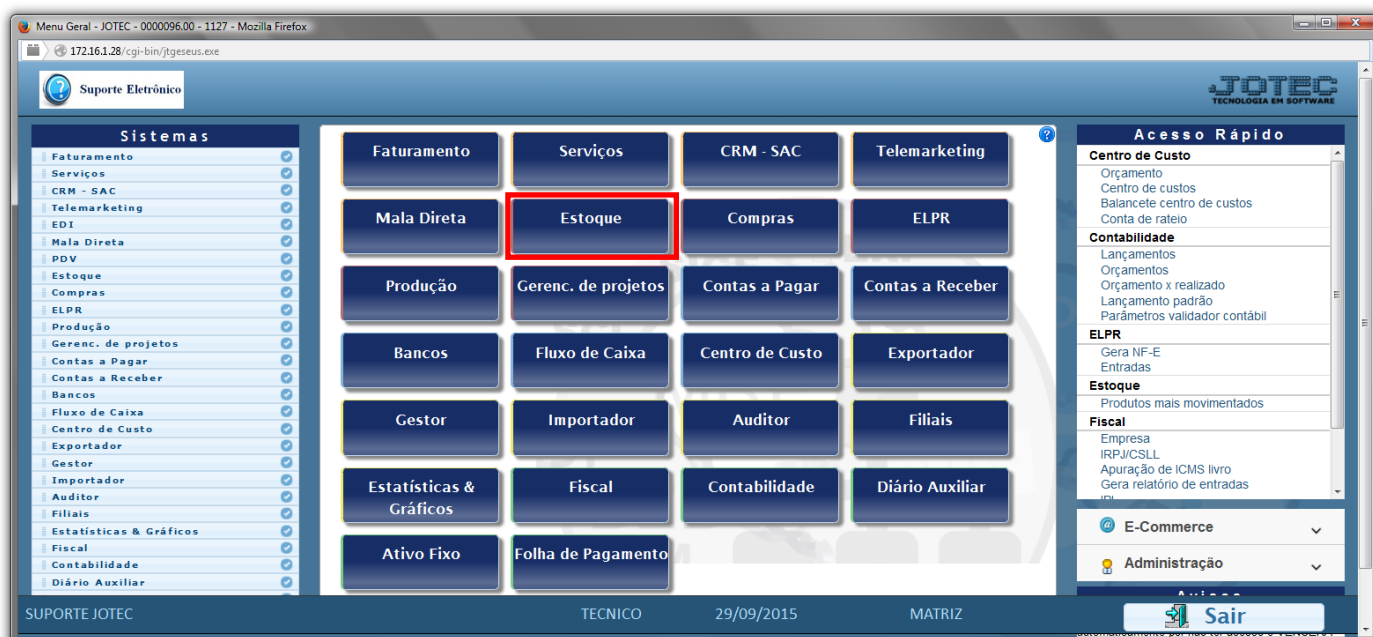 Menu Geral - JOTEC - 0000096.00 - 1127 - Mozilla Firefox
172.16.1.28/cgi-bin/jtgeseus.exe
Suporte Eletrônico
JOTEC
TECNOLOGIA EM SOFTWARE
Sistemas
Faturamento
Serviços
CRM - SAC
Telemarketing
EDI
Mala Direta
PDV
Estoque
Compras
ELPR
Produção
Gerenc. de projetos
Contas a Pagar
Contas a Receber
Bancos
Fluxo de Caixa
Centro de Custo
Exportador
Gestor
Importador
Auditor
Filiais
Estatísticas & Gráficos
Fiscal
Contabilidade
Diário Auxiliar
Faturamento
Serviços
CRM - SAC
Telemarketing
Mala Direta
Estoque
Compras
ELPR
Produção
Gerenc. de projetos
Contas a Pagar
Contas a Receber
Bancos
Fluxo de Caixa
Centro de Custo
Exportador
Gestor
Importador
Auditor
Filiais
Estatísticas &
Gráficos
Fiscal
Contabilidade
Diário Auxiliar
Ativo Fixo
Folha de Pagamento
Acesso Rápido
Centro de Custo
Orçamento
Centro de custos
Balancete centro de custos
Conta de rateio
Contabilidade
Lançamentos
Orçamentos
Orçamento x realizado
Lançamento padrão
Parâmetros validador contábil
ELPR
Gera NF-E
Entradas
Estoque
Produtos mais movimentados
Fiscal
Empresa
IRPJ/CSLL
Apuração de ICMS livro
Gera relatório de entradas
IPI
E-Commerce
Administração
Avisos
SUPORTE JOTEC
TECNICO
29/09/2015
MATRIZ
Sair